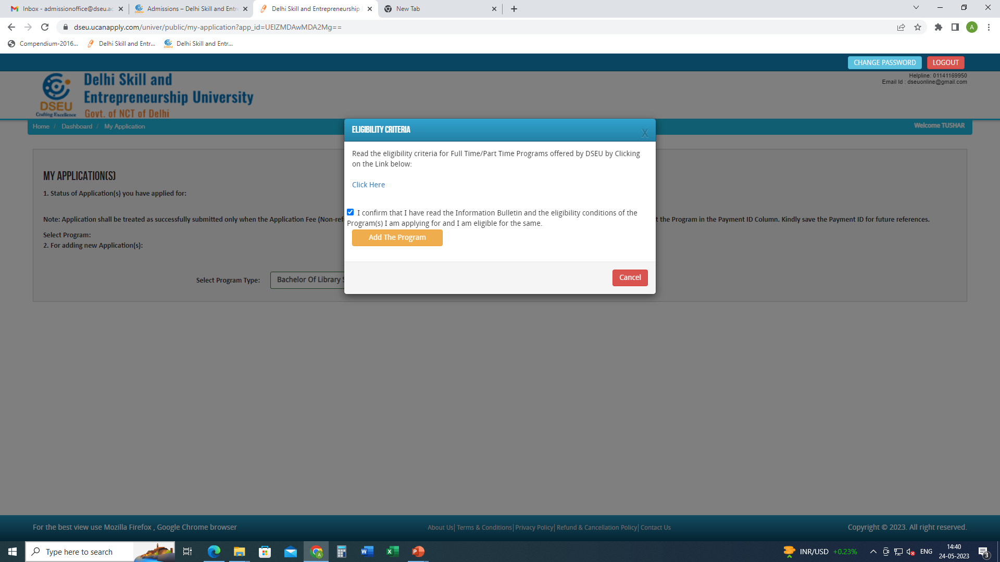 Inbox - admissionoffice@dseu.ac
Admissions – Delhi Skill and Entre
Delhi Skill and Entrepreneurship
New Tab
dseu.ucanapply.com/univer/public/my-application?app_id=UElZMDAwMDA2Mg==
A
Compendium-2016...
Delhi Skill and Entr...
Delhi Skill and Entr...
CHANGE PASSWORD
LOGOUT
DSEU
Crafting Excellence
Delhi Skill and
Entrepreneurship University
Govt. of NCT of Delhi
Helpline: 01141169950
Email Id : dseuonline@gmail.com
Home / Dashboard / My Application
Welcome TUSHAR
ELIGIBILITY CRITERIA
X
Read the eligibility criteria for Full Time/Part Time Programs offered by DSEU by Clicking
on the Link below:
Click Here
I confirm that I have read the Information Bulletin and the eligibility conditions of the
Program(s) I am applying for and I am eligible for the same.
Add The Program
Cancel
MY APPLICATION(S)
1. Status of Application(s) you have applied for:
Note: Application shall be treated as successfully submitted only when the Application Fee (Non-ref
the Program in the Payment ID Column. Kindly save the Payment ID for future references.
Select Program:
2. For adding new Application(s):
Select Program Type:
Bachelor Of Library
For the best view use Mozilla Firefox , Google Chrome browser
About Us| Terms & Conditions| Privacy Policy| Refund & Cancellation Policy| Contact Us
Copyright © 2023. All right reserved.
Type here to search
INR/USD +0.23%
ENG
14:40
24-05-2023
3